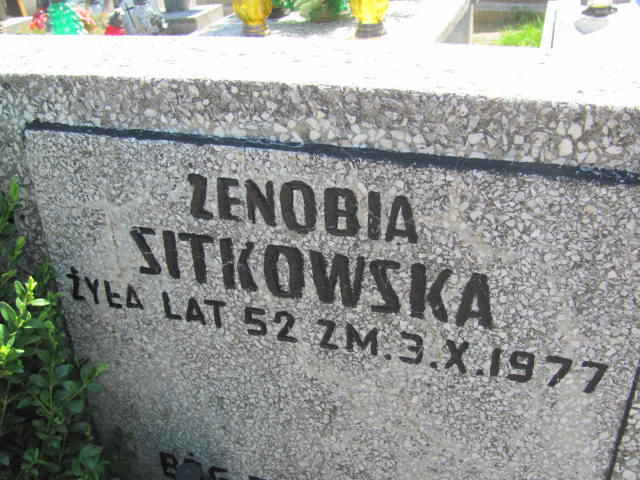 ZENOBIA
SITKOWSKA
ŻYŁA LAT 52 ZM.3.X.1977